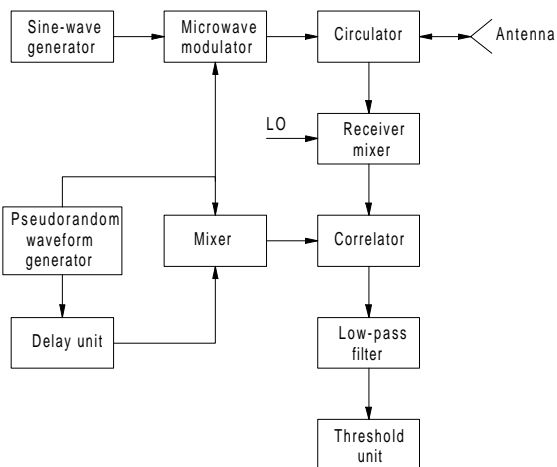 Sine-wave
generator
Microwave
modulator
Circulator
Antenna
LO
Receiver
mixer
Pseudorandom
waveform
generator
Mixer
Correlator
Delay unit
Low-pass
filter
Threshold
unit